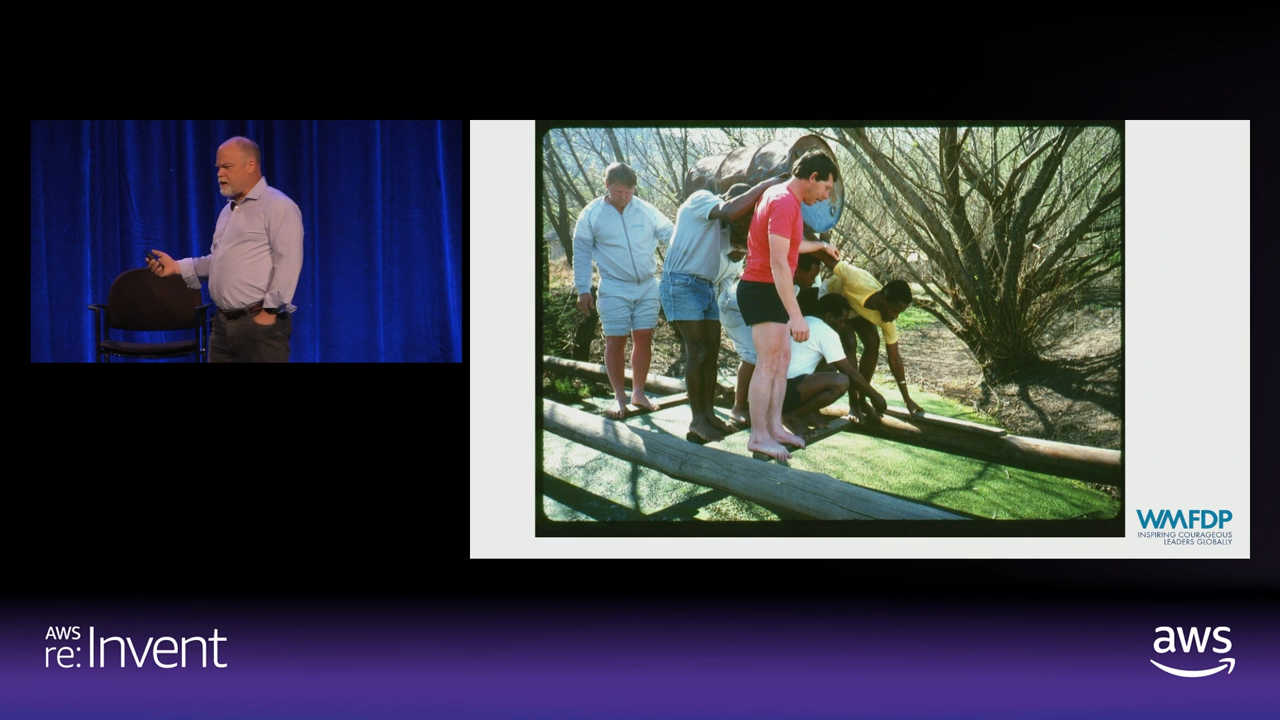 WMFDP
INSPIRING COURAGEOUS
LEADERS GLOBALLY
AWS
re:Invent
aws